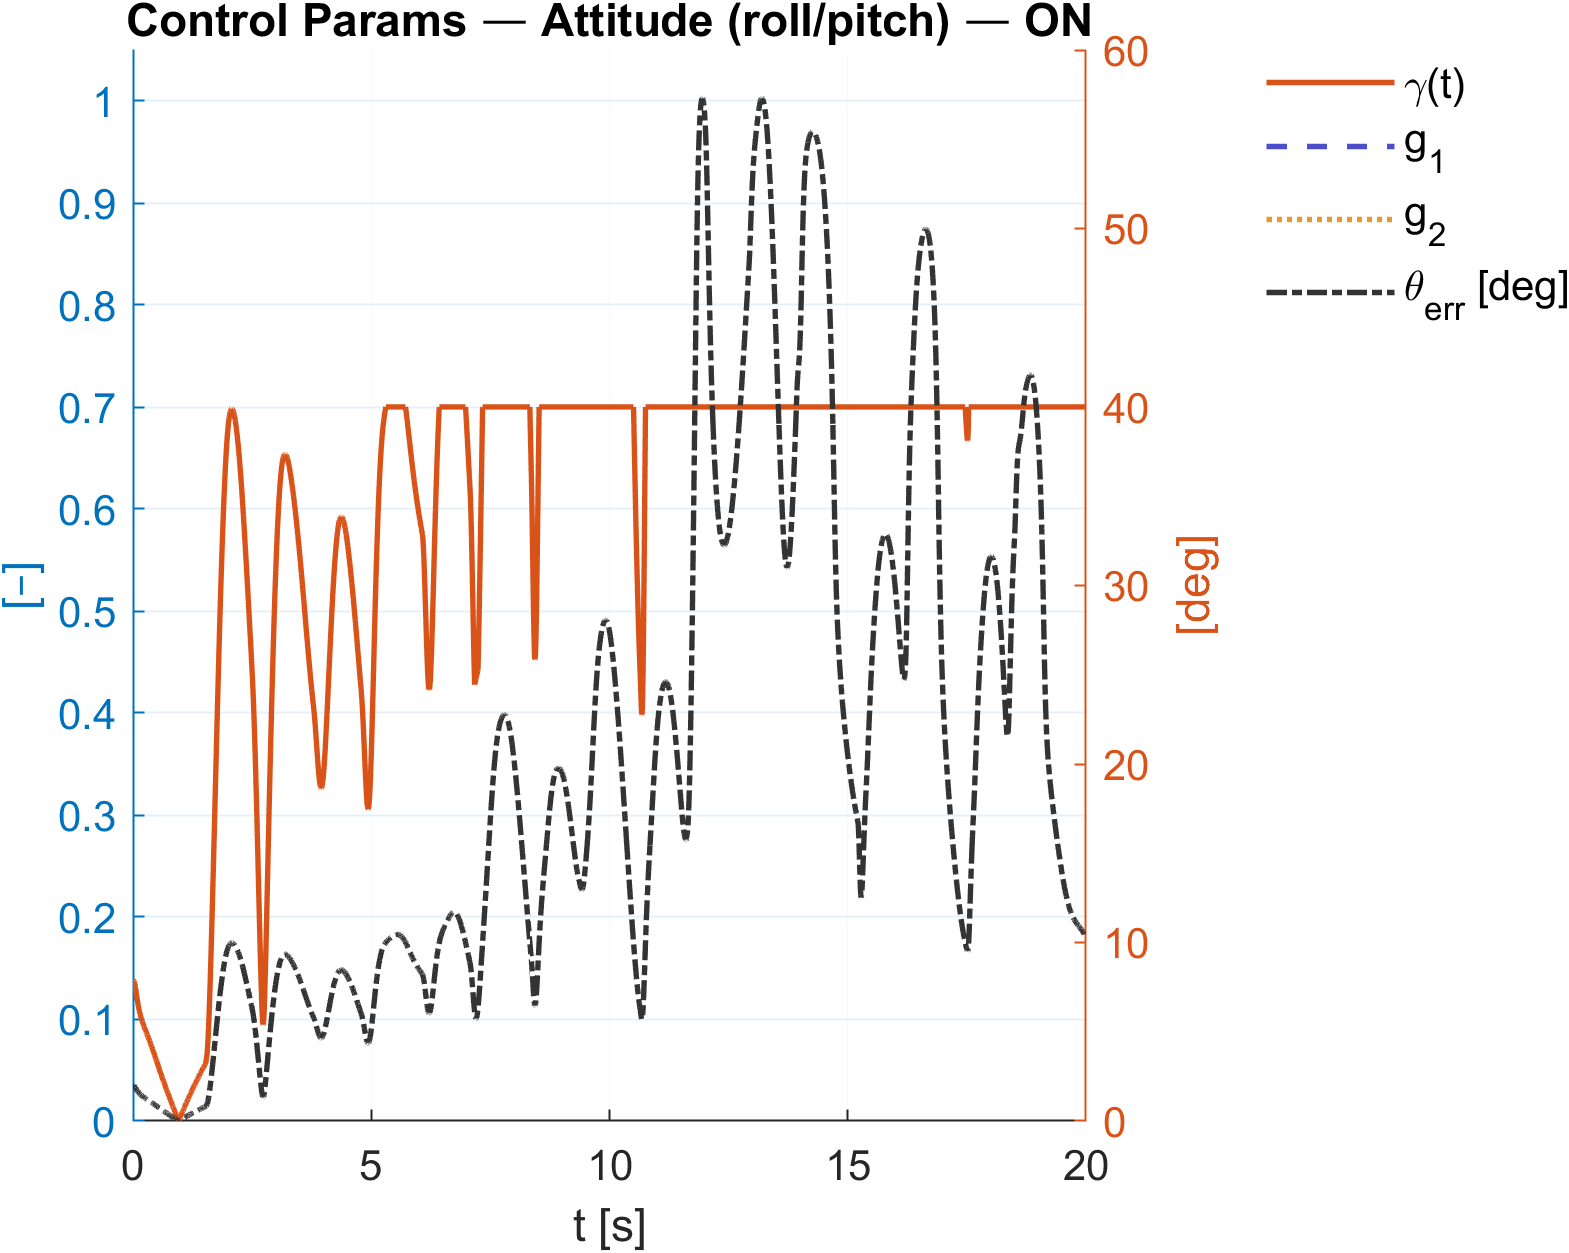 Control Params — Attitude (roll/pitch) — ON
[−]
1
0.9
0.8
0.7
0.6
0.5
0.4
0.3
0.2
0.1
0
60
50
40
30
20
10
0
[deg]
0 5 10 15 20
t [s]
γ(t)
g1
g2
θerr [deg]